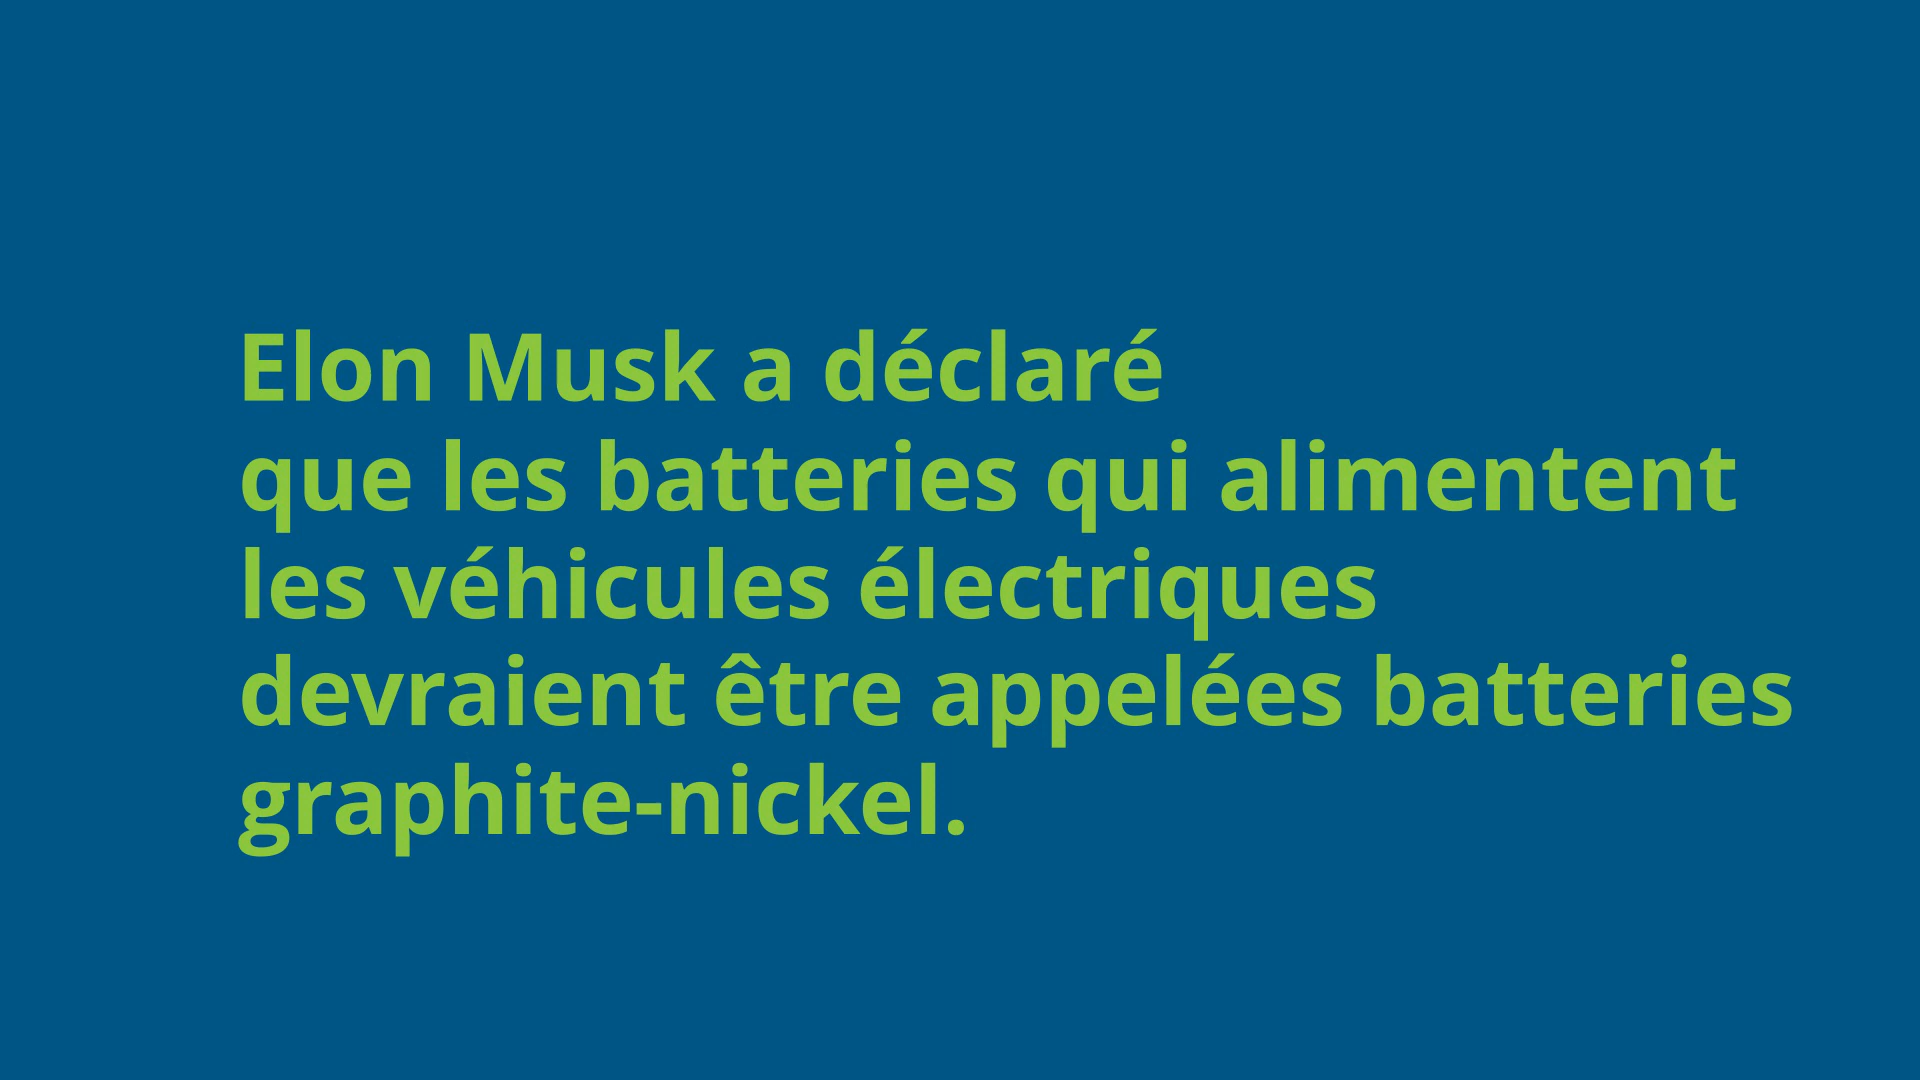 Elon Musk a déclaré
que les batteries qui alimentent
les véhicules électriques
devraient être appelées batteries
graphite-nickel.